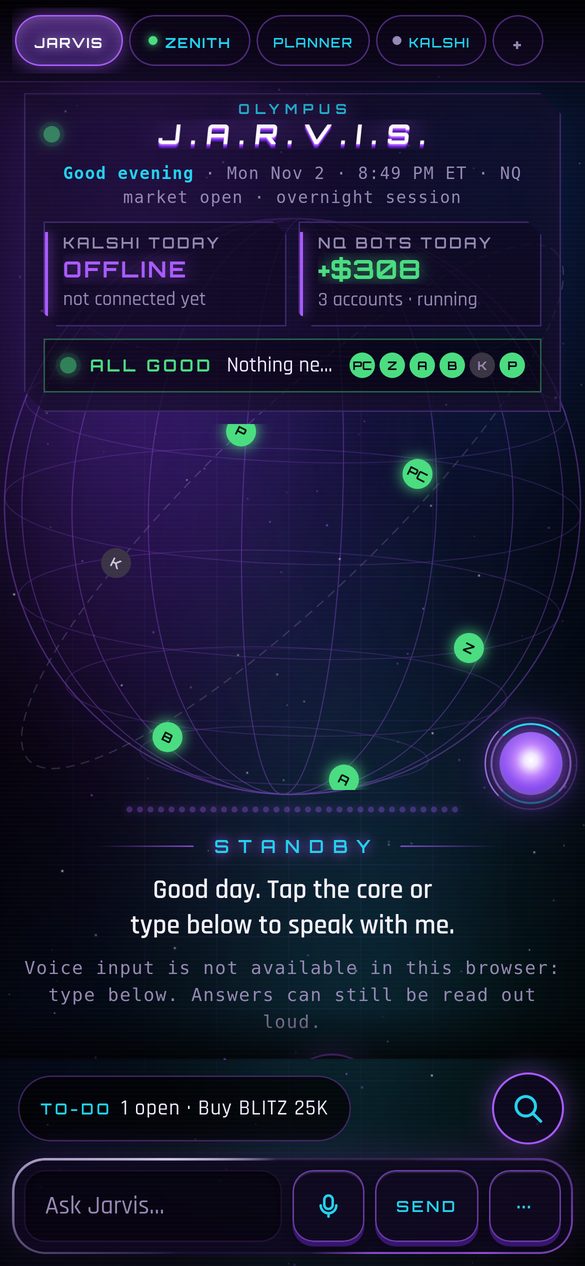 JARVIS
ZENITH
PLANNER
KALSHI
+
OLYMPUS
J.A.R.V.I.S.
Good evening · Mon Nov 2 · 8:49 PM ET · NQ
market open · overnight session
KALSHI TODAY
OFFLINE
not connected yet
NQ BOTS TODAY
+$308
3 accounts · running
ALL GOOD Nothing ne... PC Z A B K P
P
PC
K
Z
B
A
STANDBY
Good day. Tap the core or
type below to speak with me.
Voice input is not available in this browser:
type below. Answers can still be read out
loud.
TO-DO 1 open · Buy BLITZ 25K
Ask Jarvis...
SEND
...